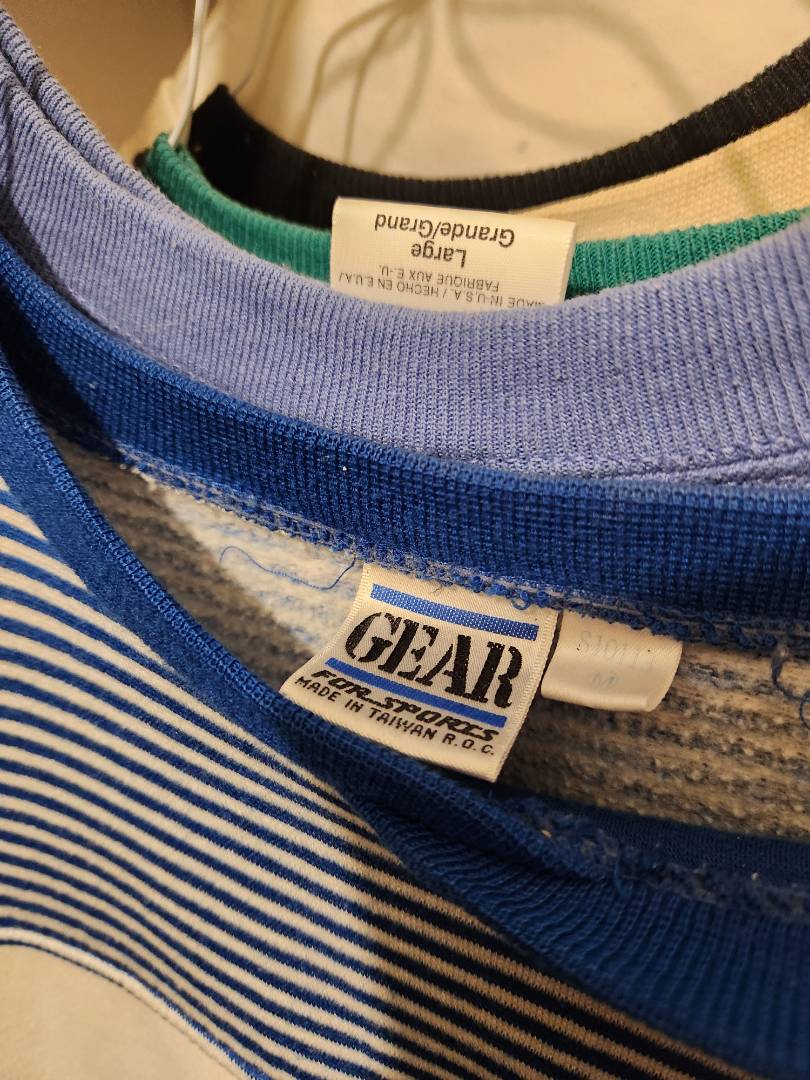 Grande/Grand
Large
FABRIQUE AUX E.-U.
MADE IN U.S.A. / HECHO EN E.U.A./
GEAR
FOR SPORTS
MADE IN TAIWAN R.O.C.
M